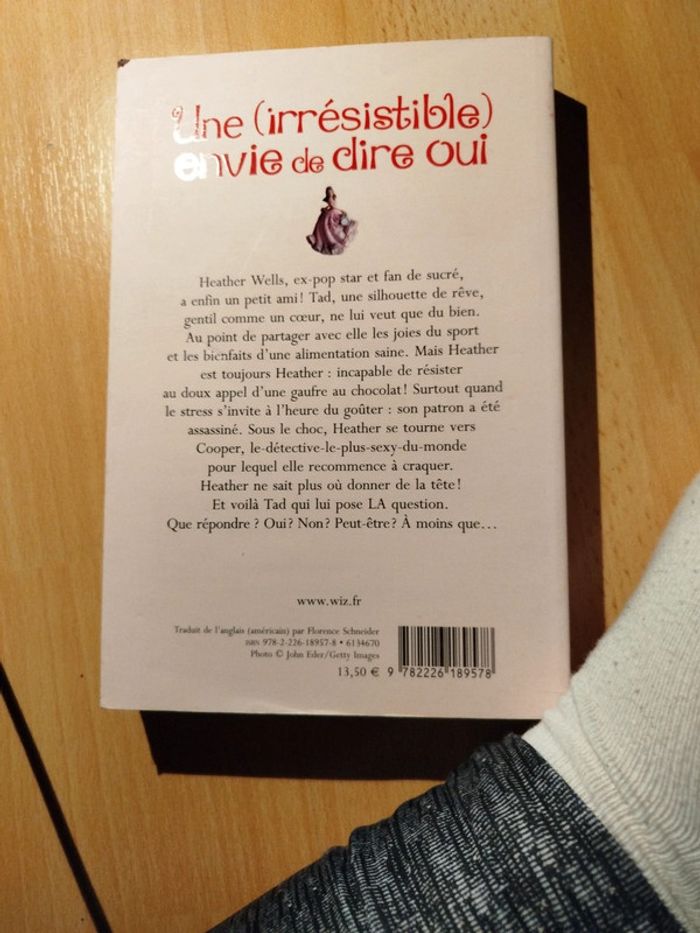 Une (irrésistible)
envie de dire oui
Heather Wells, ex-pop star et fan de sucré,
a enfin un petit ami ! Tad, une silhouette de rêve,
gentil comme un cœur, ne lui veut que du bien.
Au point de partager avec elle les joies du sport
et les bienfaits d'une alimentation saine. Mais Heather
est toujours Heather : incapable de résister
au doux appel d'une gaufre au chocolat ! Surtout quand
le stress s'invite à l'heure du goûter : son patron a été
assassiné. Sous le choc, Heather se tourne vers
Cooper, le-détective-le-plus-sexy-du-monde
pour lequel elle recommence à craquer.
Heather ne sait plus où donner de la tête !
Et voilà Tad qui lui pose LA question.
Que répondre ? Oui ? Non ? Peut-être ? À moins que...
www.wiz.fr
Traduit de l'anglais (américain) par Florence Schneider
ISBN 978-2-226-18957-8 • 6134670
Photo © John Eder/Getty Images
13,50 €
9 782226 189578